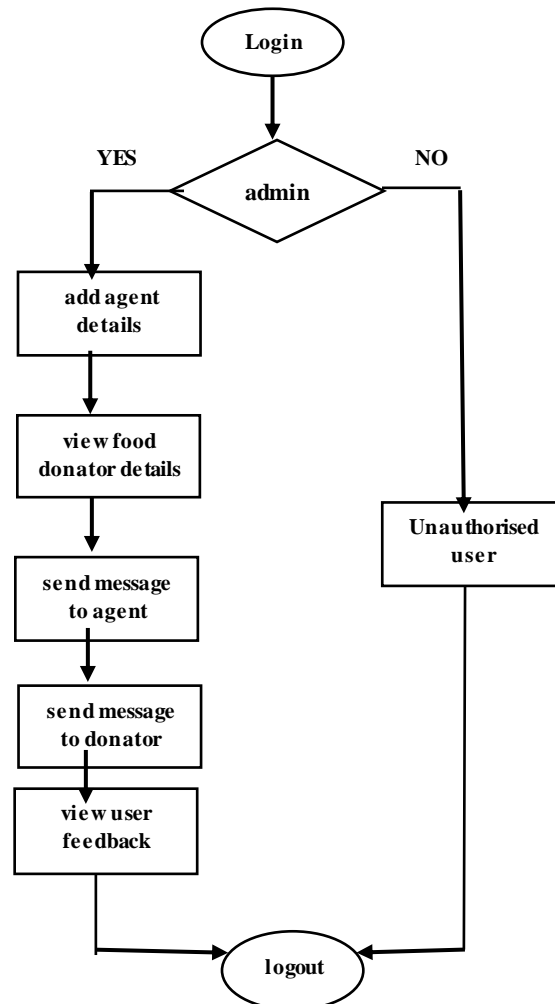 Login
YES
NO
admin
add agent
details
view food
donator details
Unauthorised
user
send message
to agent
send message
to donator
view user
feedback
logout